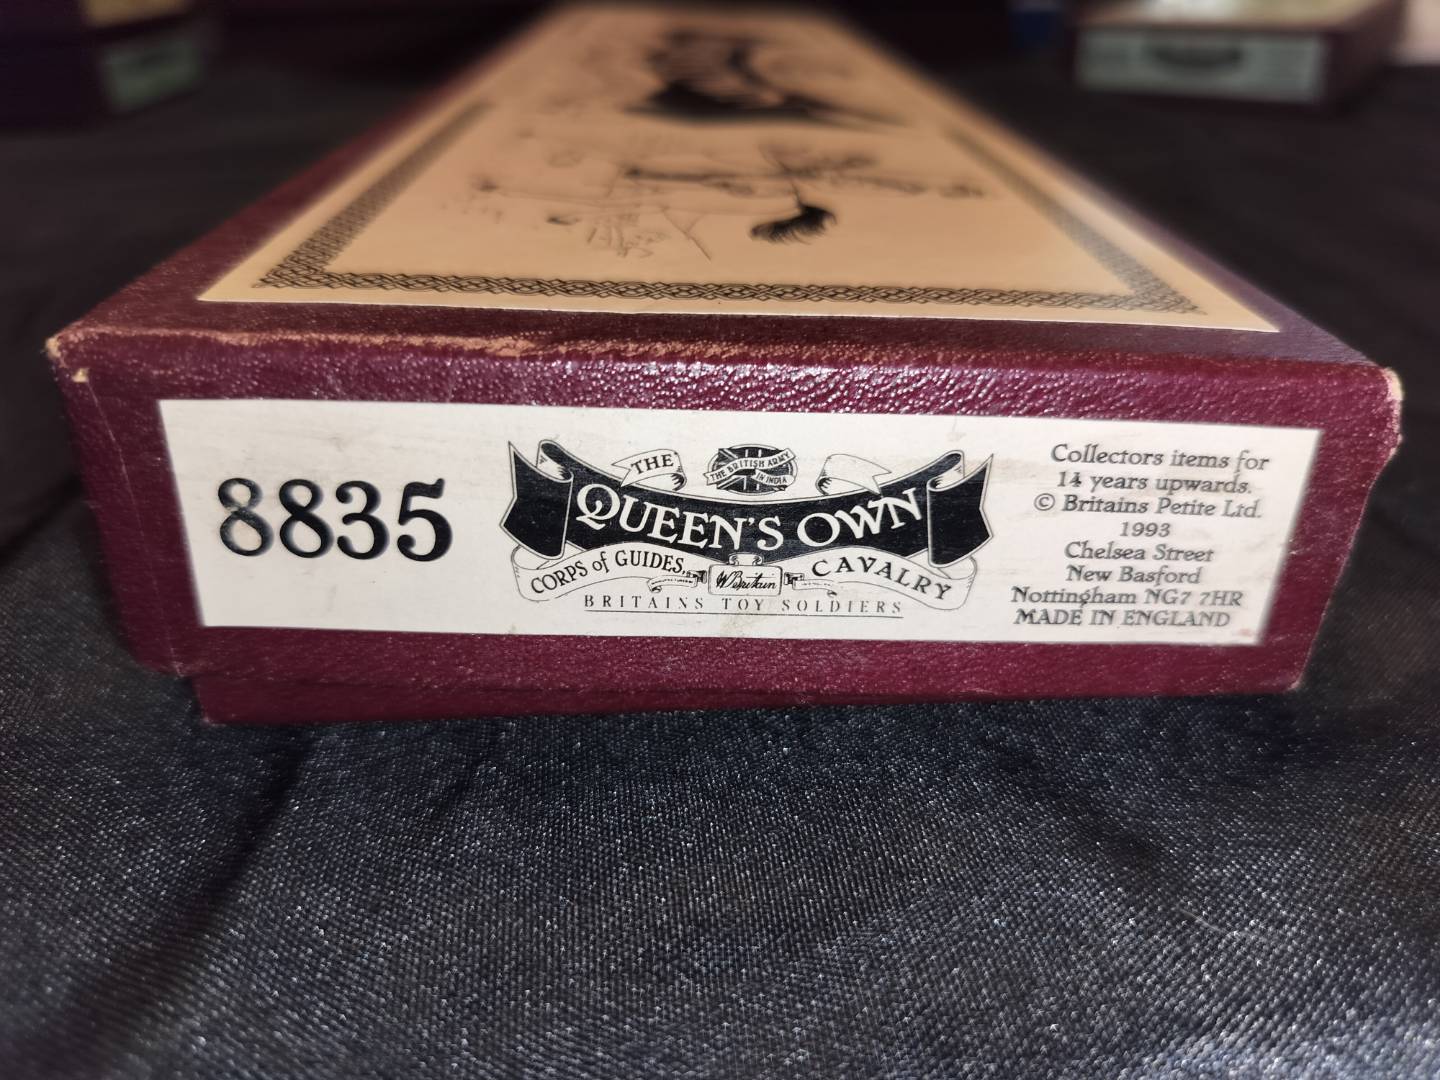 8835
THE
THE BRITISH ARMY
IN INDIA
QUEEN'S OWN
CORPS of GUIDES,
CAVALRY
W Britain
BRITAINS TOY SOLDIERS
Collectors items for
14 years upwards.
© Britains Petite Ltd.
1993
Chelsea Street
New Basford
Nottingham NG7 7HR
MADE IN ENGLAND